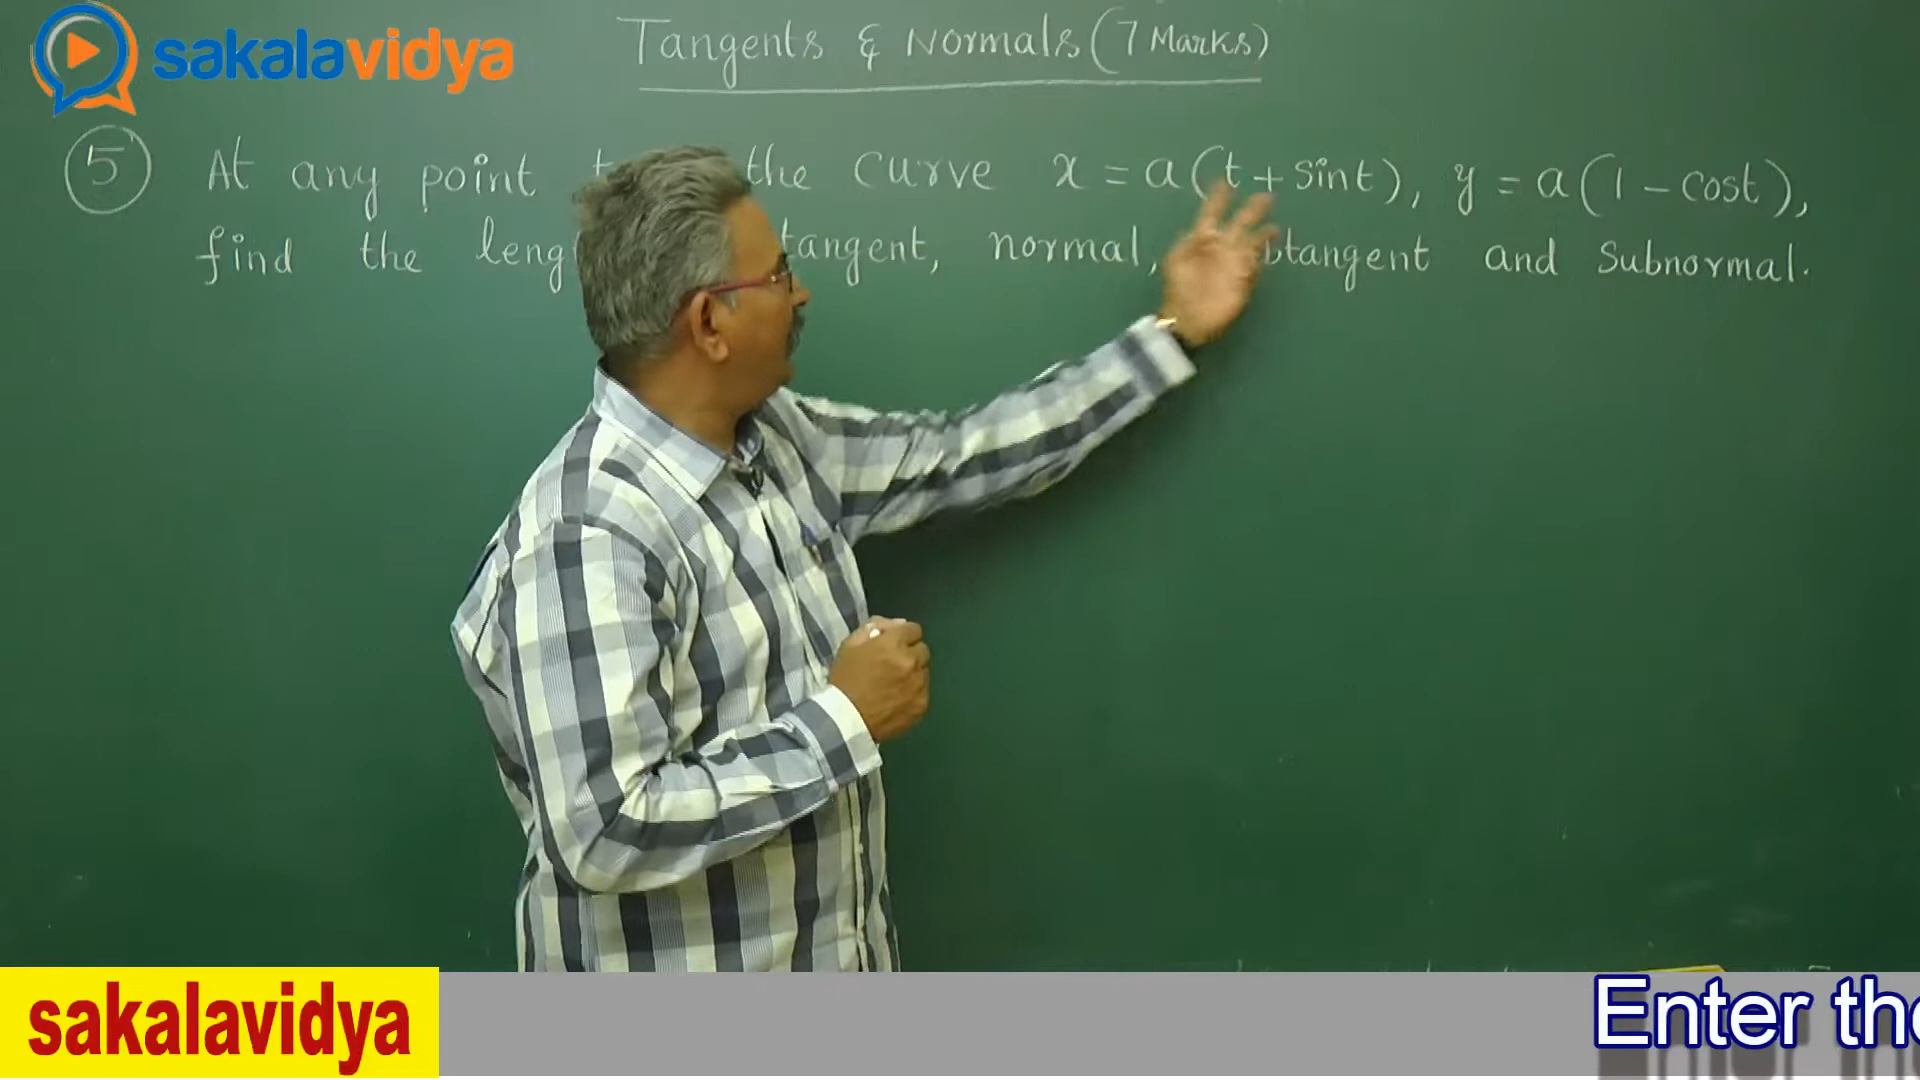 sakalavidya
Tangents & Normals (7 Marks)
5 At any point the curve x = a(t + sint), y = a(1 - cost),
find the tangent, normal, and subnormal.
sakalavidya
Enter